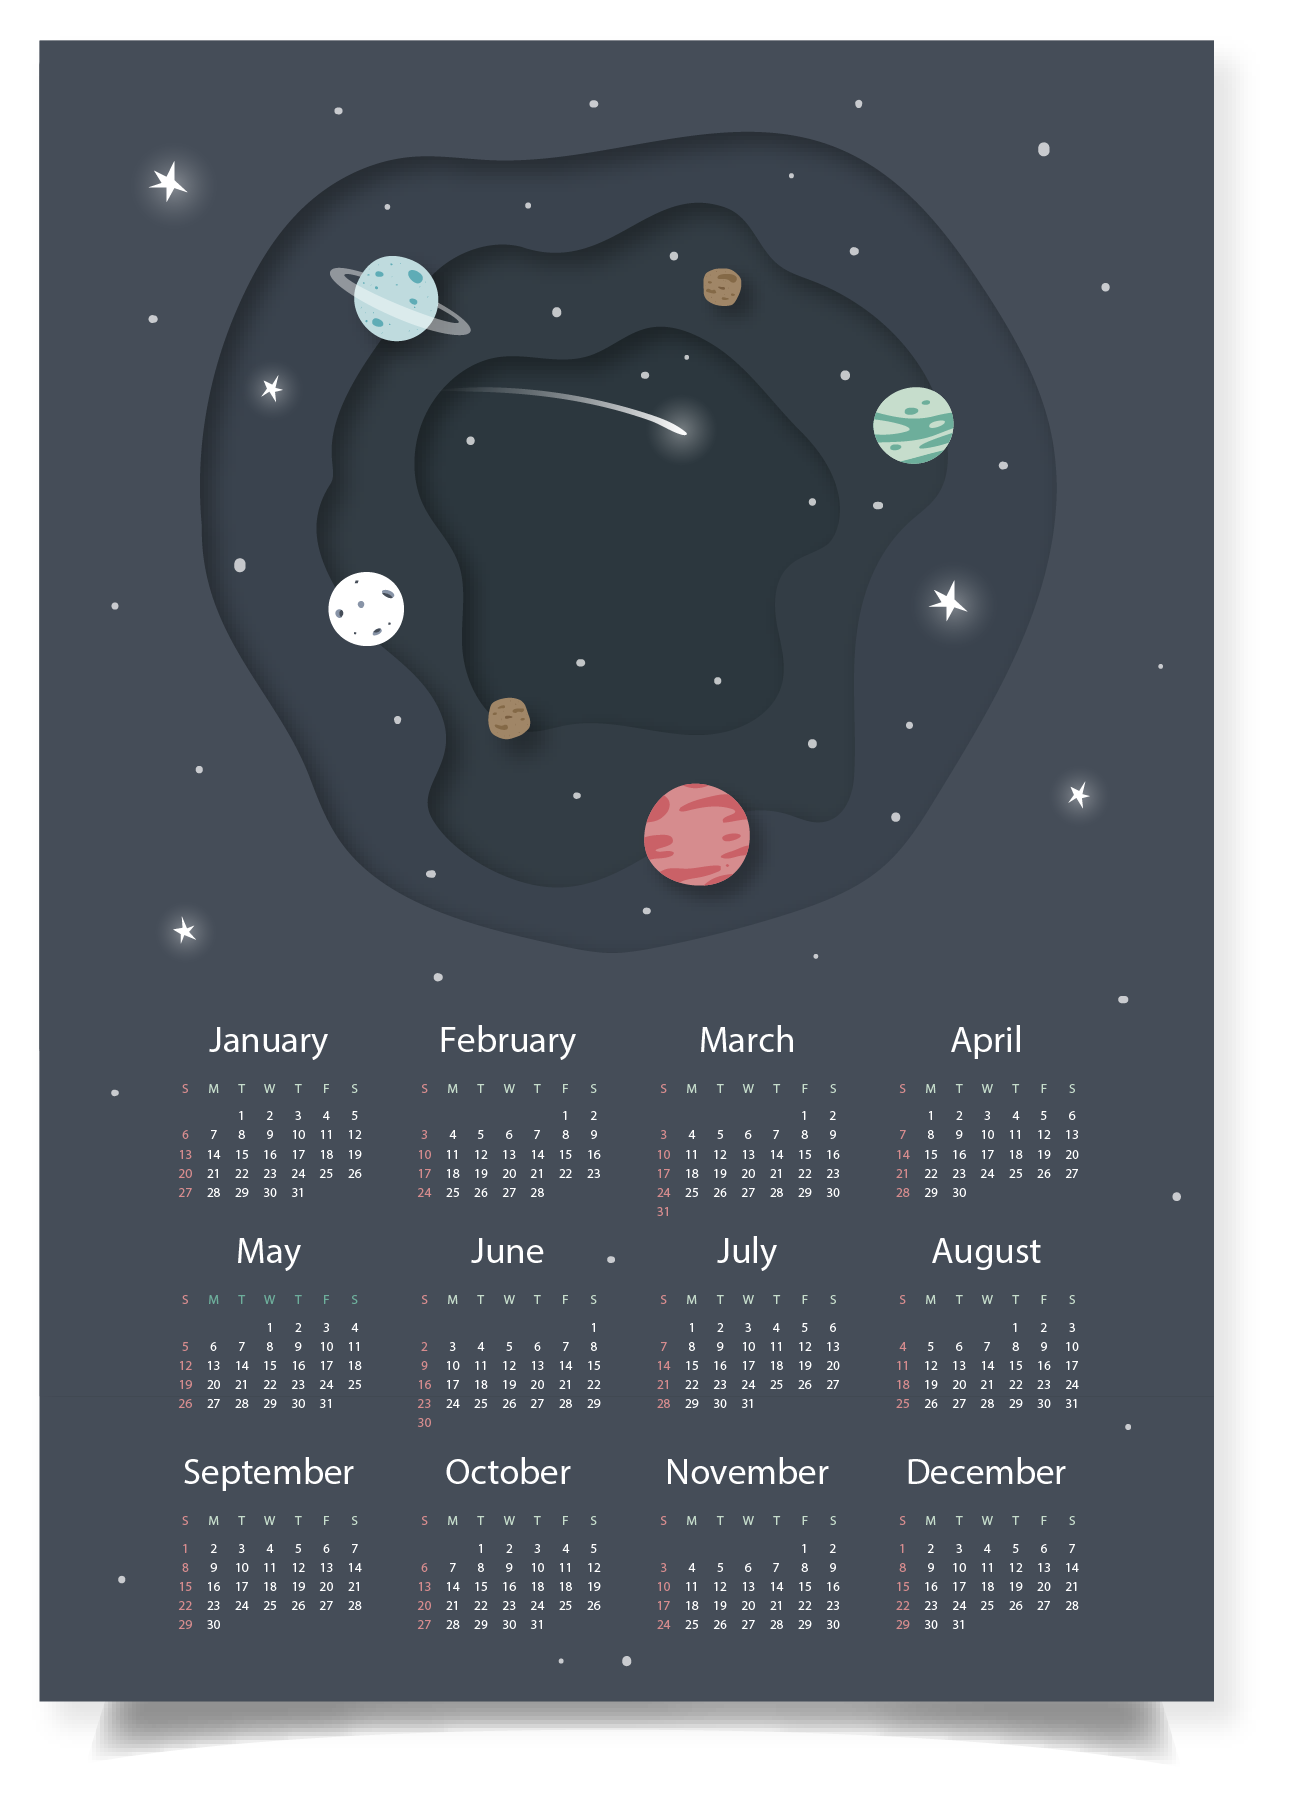 January February March April
S M T W T F S S M T W T F S S M T W T F S S M T W T F S
1 2 3 4 5 1 2 1 2 1 2 3 4 5 6
6 7 8 9 10 11 12 3 4 5 6 7 8 9 3 4 5 6 7 8 9 7 8 9 10 11 12 13
13 14 15 16 17 18 19 10 11 12 13 14 15 16 10 11 12 13 14 15 16 14 15 16 17 18 19 20
20 21 22 23 24 25 26 17 18 19 20 21 22 23 17 18 19 20 21 22 23 21 22 23 24 25 26 27
27 28 29 30 31 24 25 26 27 28 24 25 26 27 28 29 30 28 29 30
31
May June July August
S M T W T F S S M T W T F S S M T W T F S S M T W T F S
1 2 3 4 1 1 2 3 4 5 6 1 2 3
5 6 7 8 9 10 11 2 3 4 5 6 7 8 7 8 9 10 11 12 13 4 5 6 7 8 9 10
12 13 14 15 16 17 18 9 10 11 12 13 14 15 14 15 16 17 18 19 20 11 12 13 14 15 16 17
19 20 21 22 23 24 25 16 17 18 19 20 21 22 21 22 23 24 25 26 27 18 19 20 21 22 23 24
26 27 28 29 30 31 23 24 25 26 27 28 29 28 29 30 31 25 26 27 28 29 30 31
30
September October November December
S M T W T F S S M T W T F S S M T W T F S S M T W T F S
1 2 3 4 5 6 7 1 2 3 4 5 1 2 1 2 3 4 5 6 7
8 9 10 11 12 13 14 6 7 8 9 10 11 12 3 4 5 6 7 8 9 8 9 10 11 12 13 14
15 16 17 18 19 20 21 13 14 15 16 18 18 19 10 11 12 13 14 15 16 15 16 17 18 19 20 21
22 23 24 25 26 27 28 20 21 22 23 24 25 26 17 18 19 20 21 22 23 22 23 24 25 26 27 28
29 30 27 28 29 30 31 24 25 26 27 28 29 30 29 30 31